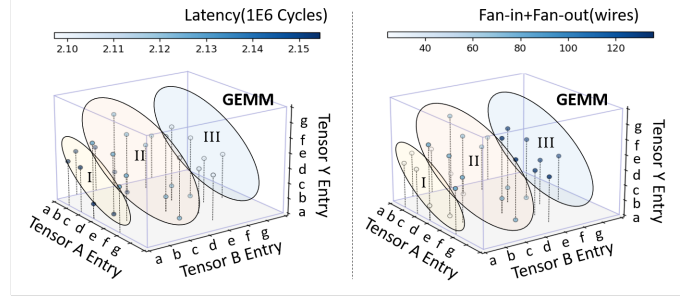 Latency(1E6 Cycles)
2.10 2.11 2.12 2.13 2.14 2.15
GEMM
I
II
III
Tensor Y Entry
g
f
e
d
c
b
a
Tensor A Entry
a b c d e f g
Tensor B Entry
a b c d e f g
Fan-in+Fan-out(wires)
40 60 80 100 120
GEMM
I
II
III
Tensor Y Entry
g
f
e
d
c
b
a
Tensor A Entry
a b c d e f g
Tensor B Entry
a b c d e f g